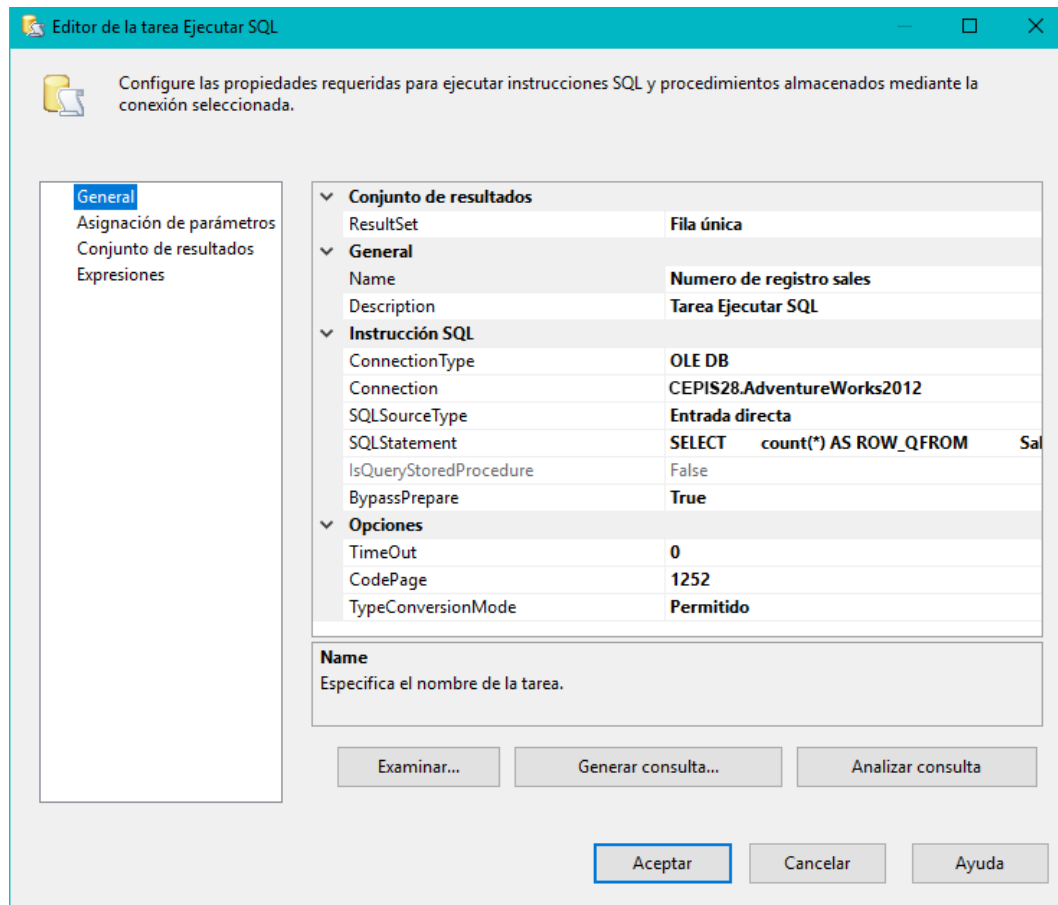 Editor de la tarea Ejecutar SQL
Configure las propiedades requeridas para ejecutar instrucciones SQL y procedimientos almacenados mediante la
conexión seleccionada.
General
Asignación de parámetros
Conjunto de resultados
Expresiones
Conjunto de resultados
ResultSet Fila única
General
Name Numero de registro sales
Description Tarea Ejecutar SQL
Instrucción SQL
ConnectionType OLE DB
Connection CEPIS28.AdventureWorks2012
SQLSourceType Entrada directa
SQLStatement SELECT count(*) AS ROW_QFROM Sal
IsQueryStoredProcedure False
BypassPrepare True
Opciones
TimeOut 0
CodePage 1252
TypeConversionMode Permitido
Name
Especifica el nombre de la tarea.
Examinar... Generar consulta... Analizar consulta
Aceptar Cancelar Ayuda